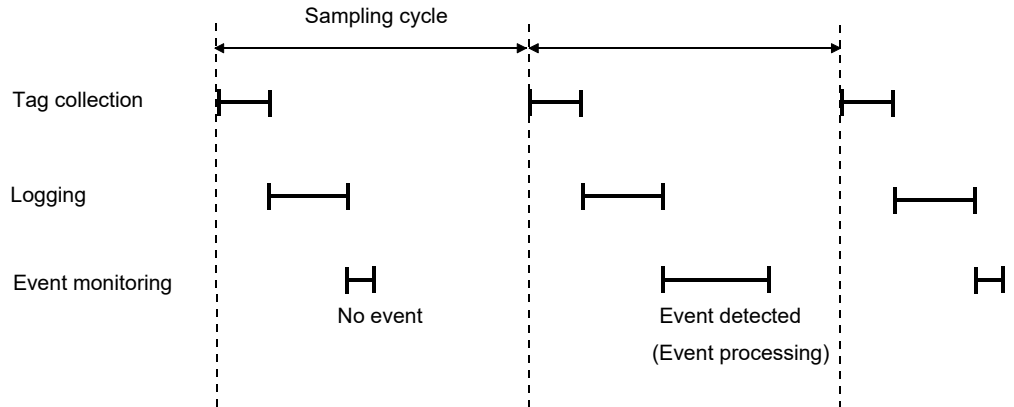 Sampling cycle
Tag collection
Logging
Event monitoring
No event
Event detected
(Event processing)